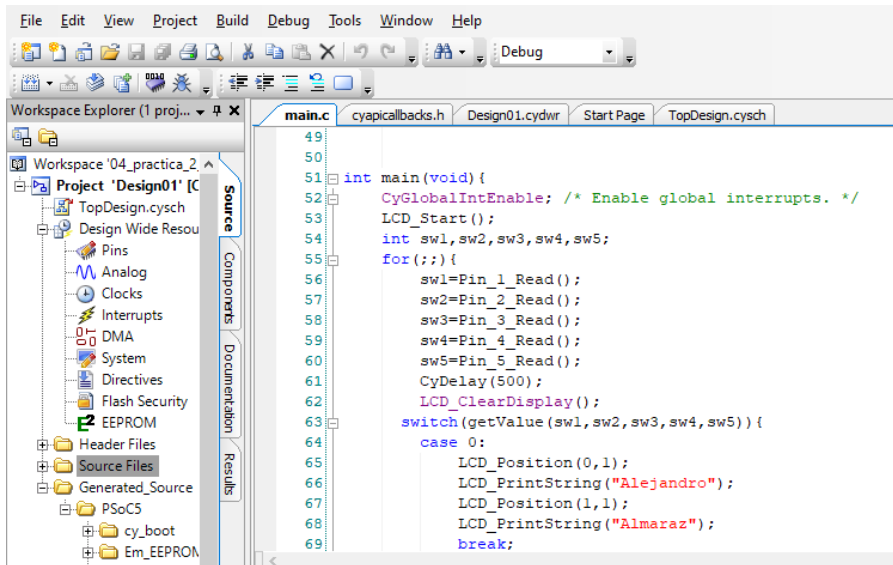 File Edit View Project Build Debug Tools Window Help
Debug
Workspace Explorer (1 proj...
main.c cyapicallbacks.h Design01.cydwr Start Page TopDesign.cysch
Workspace '04_practica_2_
Project 'Design01' [C
TopDesign.cysch
Design Wide Resou
Pins
Analog
Clocks
Interrupts
DMA
System
Directives
Flash Security
EEPROM
Header Files
Source Files
Generated_Source
PSoC5
cy_boot
Em_EEPROM
Source
Components
Documentation
Results
49
50
51 int main(void){
52 CyGlobalIntEnable; /* Enable global interrupts. */
53 LCD_Start();
54 int sw1,sw2,sw3,sw4,sw5;
55 for(;;){
56 sw1=Pin_1_Read();
57 sw2=Pin_2_Read();
58 sw3=Pin_3_Read();
59 sw4=Pin_4_Read();
60 sw5=Pin_5_Read();
61 CyDelay(500);
62 LCD_ClearDisplay();
63 switch(getValue(sw1,sw2,sw3,sw4,sw5)){
64 case 0:
65 LCD_Position(0,1);
66 LCD_PrintString("Alejandro");
67 LCD_Position(1,1);
68 LCD_PrintString("Almaraz");
69 break;